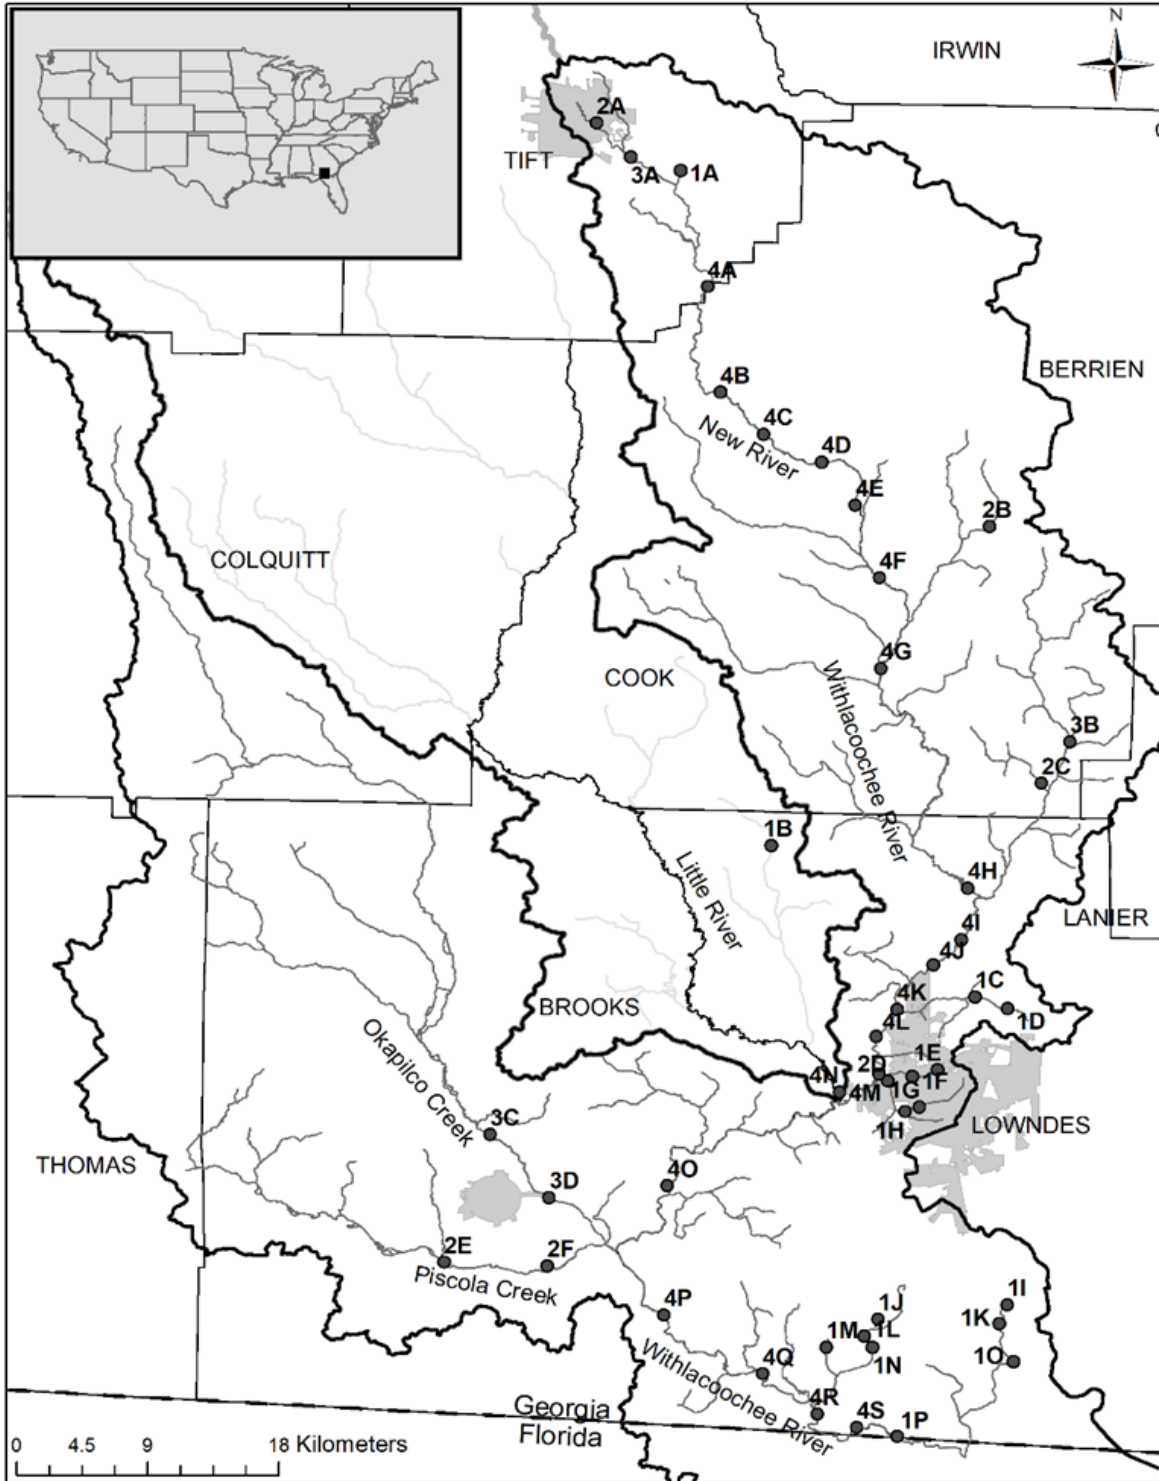 N
IRWIN
2A
TIFT
3A
1A
4A
BERRIEN
4B
4C
New River
4D
4E
2B
COLQUITT
4F
4G
COOK
Withlacoochee River
3B
2C
1B
Little River
4H
LANIER
4I
4J
1C
4K
1D
BROOKS
4L
Okapilco Creek
1E
2D
1F
4N
4M
1G
1H
LOWNDES
3C
THOMAS
4O
3D
2E
2F
Piscola Creek
4P
1J
1I
1K
1M
1L
1N
1O
4Q
Withlacoochee River
4R
4S
1P
Georgia
Florida
0 4.5 9 18 Kilometers